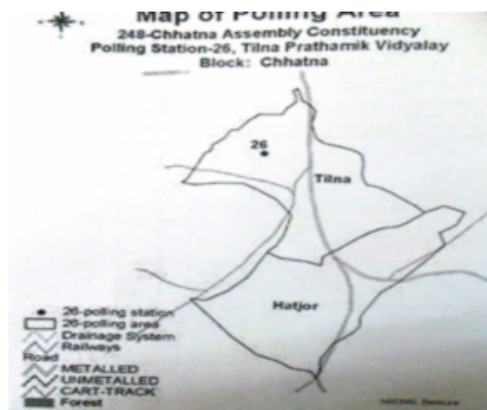 Map of Polling Area
248-Chhatna Assembly Constituency
Polling Station-26, Tilna Prathamik Vidyalay
Block: Chhatna
26
Tilna
Hatjor
26-polling station
26-polling area
Drainage System
Railways
Road
METALLED
UNMETALLED
CART-TRACK
Forest
Bankura